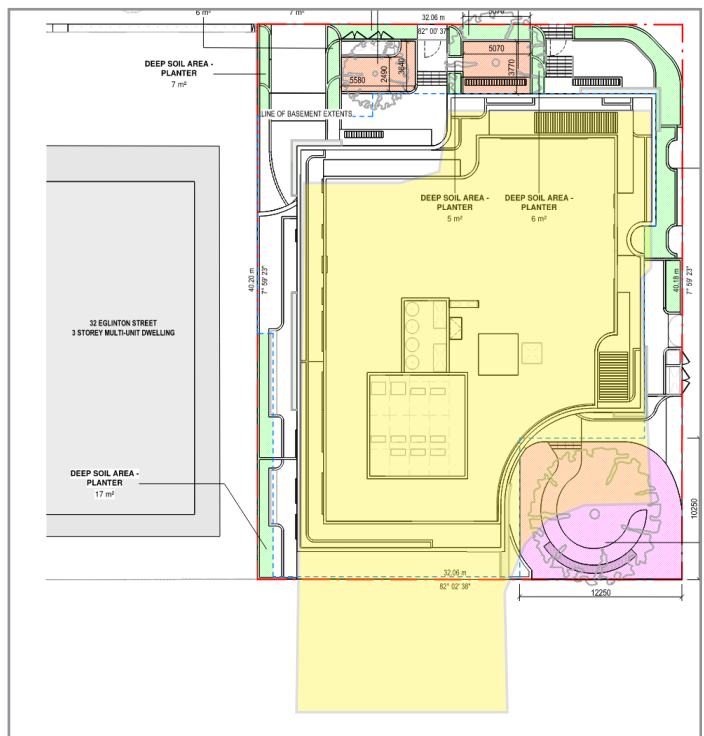 6 m²
7 m²
32.06 m
82° 00' 37"
5070
5070
3770
5580
2490
3640
DEEP SOIL AREA -
PLANTER
7 m²
LINE OF BASEMENT EXTENTS
DEEP SOIL AREA -
PLANTER
5 m²
DEEP SOIL AREA -
PLANTER
6 m²
40.20 m
7° 59' 23"
40.18 m
7° 59' 23"
32 EGLINTON STREET
3 STOREY MULTI-UNIT DWELLING
DEEP SOIL AREA -
PLANTER
17 m²
10250
32.06 m
82° 02' 38"
12250